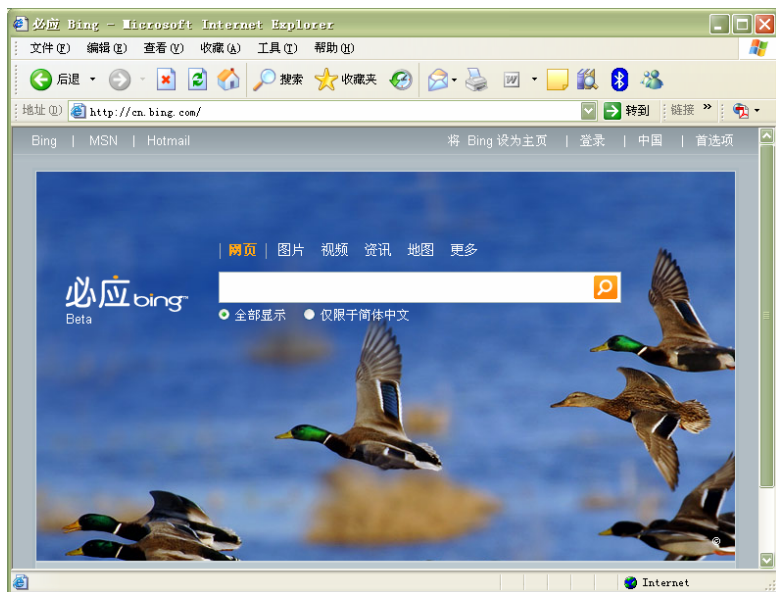 必应 Bing - Microsoft Internet Explorer
文件(F) 编辑(E) 查看(V) 收藏(A) 工具(T) 帮助(H)
后退 搜索 收藏夹
地址(D) http://cn.bing.com/ 转到 链接 »
Bing | MSN | Hotmail 将 Bing 设为主页 | 登录 | 中国 | 首选项
| 网页 | 图片 视频 资讯 地图 更多
必应 bing™
Beta
全部显示 仅限于简体中文
©
Internet